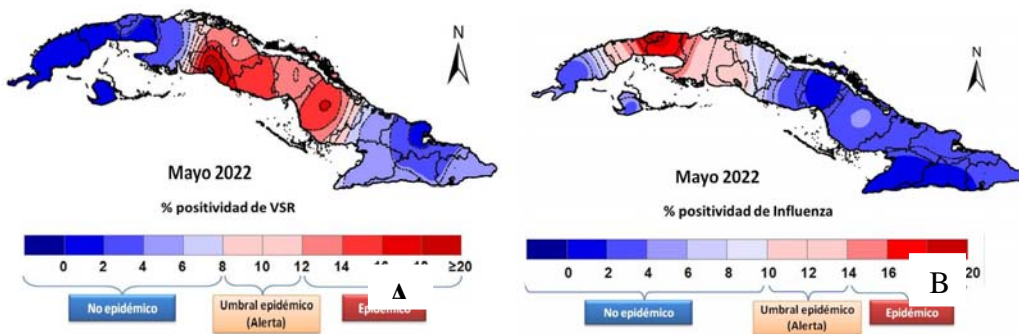 N
Mayo 2022
% positividad de VSR
0 2 4 6 8 10 12 14 16 ≥20
No epidémico
Umbral epidémico
(Alerta)
A
N
Mayo 2022
% positividad de Influenza
0 2 4 6 8 10 12 14 16 20
No epidémico
Umbral epidémico
(Alerta)
Epidémico
B